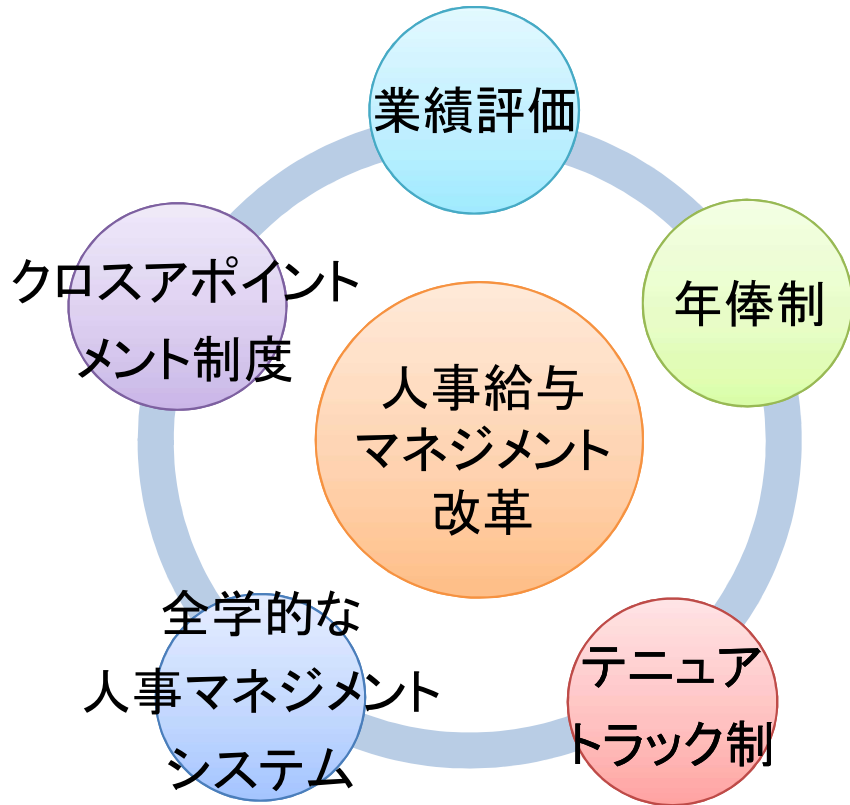 業績評価
年俸制
クロスアポイント
メント制度
人事給与
マネジメント
改革
全学的な
人事マネジメント
システム
テニュア
トラック制